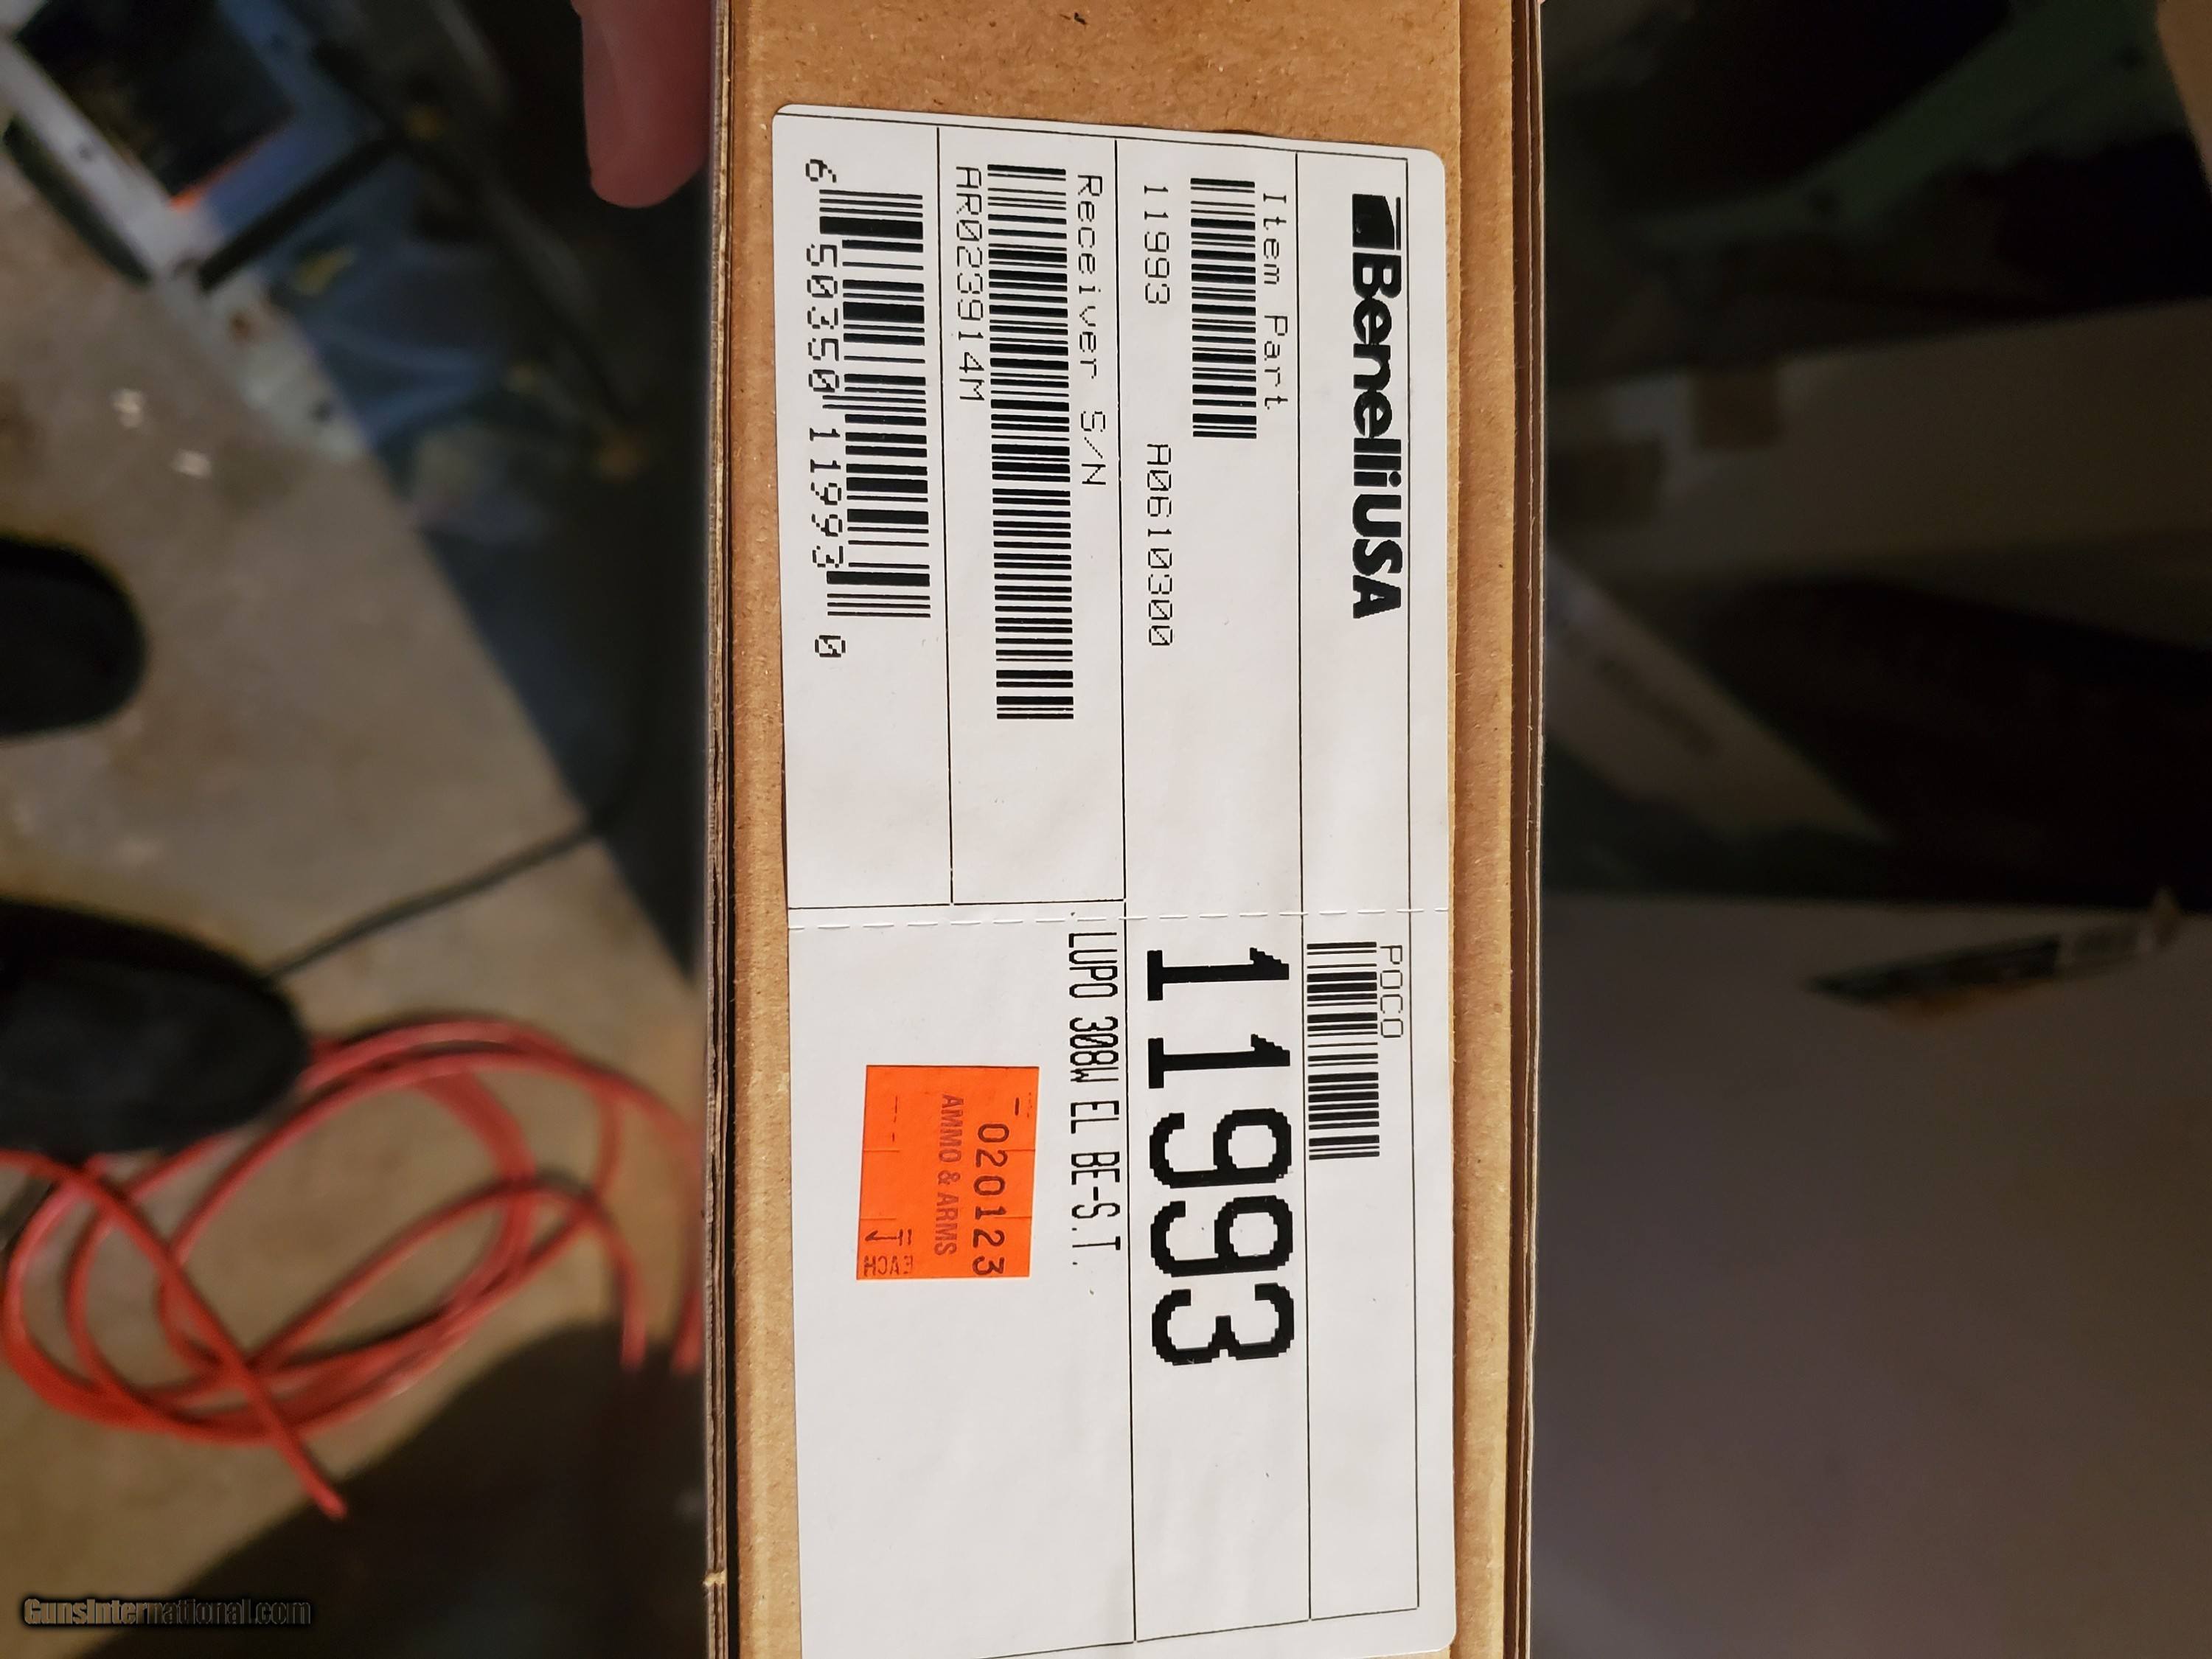 BenelliUSA
Item Part
11993 A0610300
Receiver S/N
AR023914M
6 50350 11993 0
POCO
11993
LUPO 308W EL BE-S.T.
020123
AMMO & ARMS
EACH
GunsInternational.com